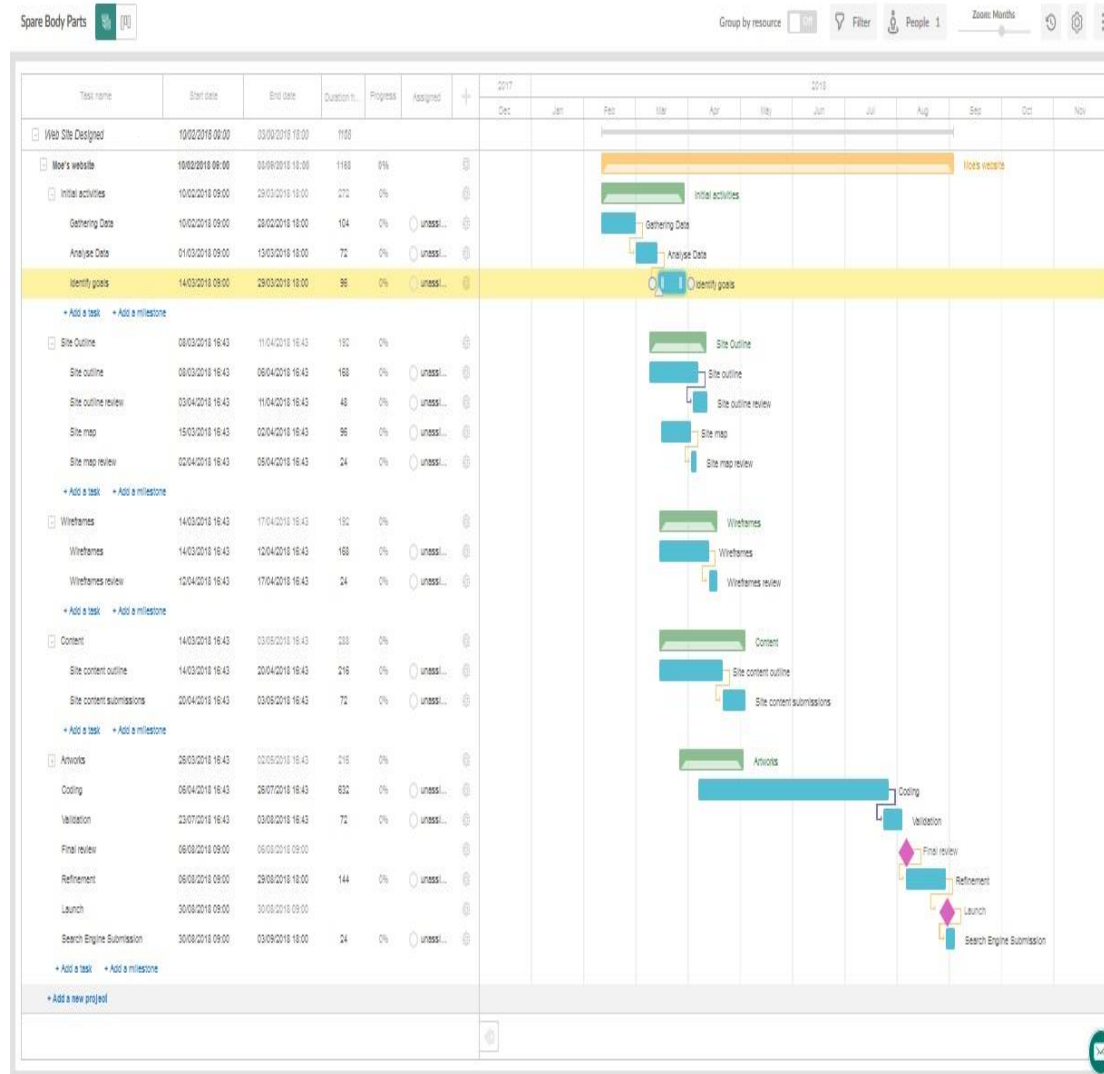 Spare Body Parts Group by resource Off Filter People 1 Zoom: Months
Task name Start date End date Duration h... Progress Assigned 2017 2018
Dec Jan Feb Mar Apr May Jun Jul Aug Sep Oct Nov
Web Site Designed 10/02/2018 09:00 03/09/2018 18:00 1168
Moe's website 10/02/2018 09:00 03/09/2018 18:00 1168 0% Moe's website
Initial activities 10/02/2018 09:00 29/03/2018 18:00 272 0% Initial activities
Gathering Data 10/02/2018 09:00 28/02/2018 18:00 104 0% unassi... Gathering Data
Analyse Data 01/03/2018 09:00 13/03/2018 18:00 72 0% unassi... Analyse Data
Identify goals 14/03/2018 09:00 29/03/2018 18:00 96 0% unassi... Identify goals
+ Add a task + Add a milestone
Site Outline 08/03/2018 16:43 11/04/2018 16:43 192 0% Site Outline
Site outline 08/03/2018 16:43 06/04/2018 16:43 168 0% unassi... Site outline
Site outline review 03/04/2018 16:43 11/04/2018 16:43 48 0% unassi... Site outline review
Site map 15/03/2018 16:43 02/04/2018 16:43 96 0% unassi... Site map
Site map review 02/04/2018 16:43 05/04/2018 16:43 24 0% unassi... Site map review
+ Add a task + Add a milestone
Wireframes 14/03/2018 16:43 17/04/2018 16:43 192 0% Wireframes
Wireframes 14/03/2018 16:43 12/04/2018 16:43 168 0% unassi... Wireframes
Wireframes review 12/04/2018 16:43 17/04/2018 16:43 24 0% unassi... Wireframes review
+ Add a task + Add a milestone
Content 14/03/2018 16:43 03/05/2018 16:43 288 0% Content
Site content outline 14/03/2018 16:43 20/04/2018 16:43 216 0% unassi... Site content outline
Site content submissions 20/04/2018 16:43 03/05/2018 16:43 72 0% unassi... Site content submissions
+ Add a task + Add a milestone
Artworks 26/03/2018 16:43 02/05/2018 16:43 216 0% Artworks
Coding 06/04/2018 16:43 26/07/2018 16:43 632 0% unassi... Coding
Validation 23/07/2018 16:43 03/08/2018 16:43 72 0% unassi... Validation
Final review 06/08/2018 09:00 06/08/2018 09:00 Final review
Refinement 06/08/2018 09:00 29/08/2018 18:00 144 0% unassi... Refinement
Launch 30/08/2018 09:00 30/08/2018 09:00 Launch
Search Engine Submission 30/08/2018 09:00 03/09/2018 18:00 24 0% unassi... Search Engine Submission
+ Add a task + Add a milestone
+ Add a new project